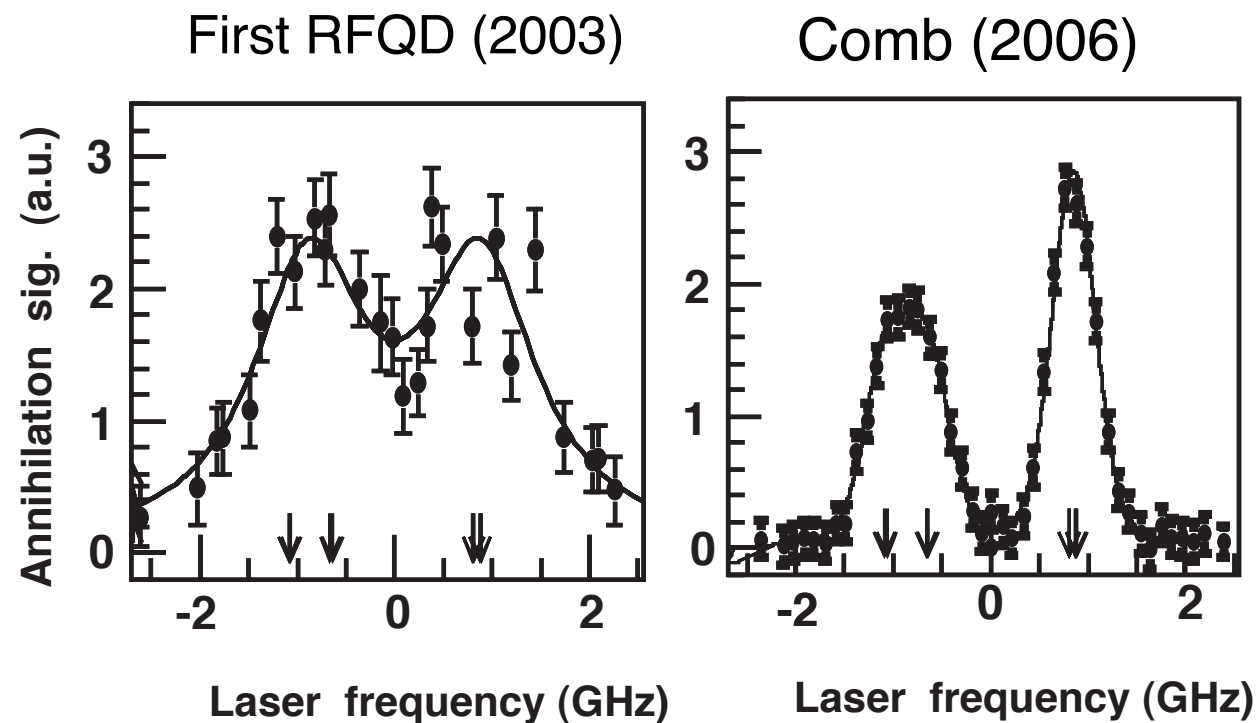 First RFQD (2003)
Comb (2006)
Annihilation sig. (a.u.)
3
2
1
0
-2 0 2
3
2
1
0
-2 0 2
Laser frequency (GHz)
Laser frequency (GHz)